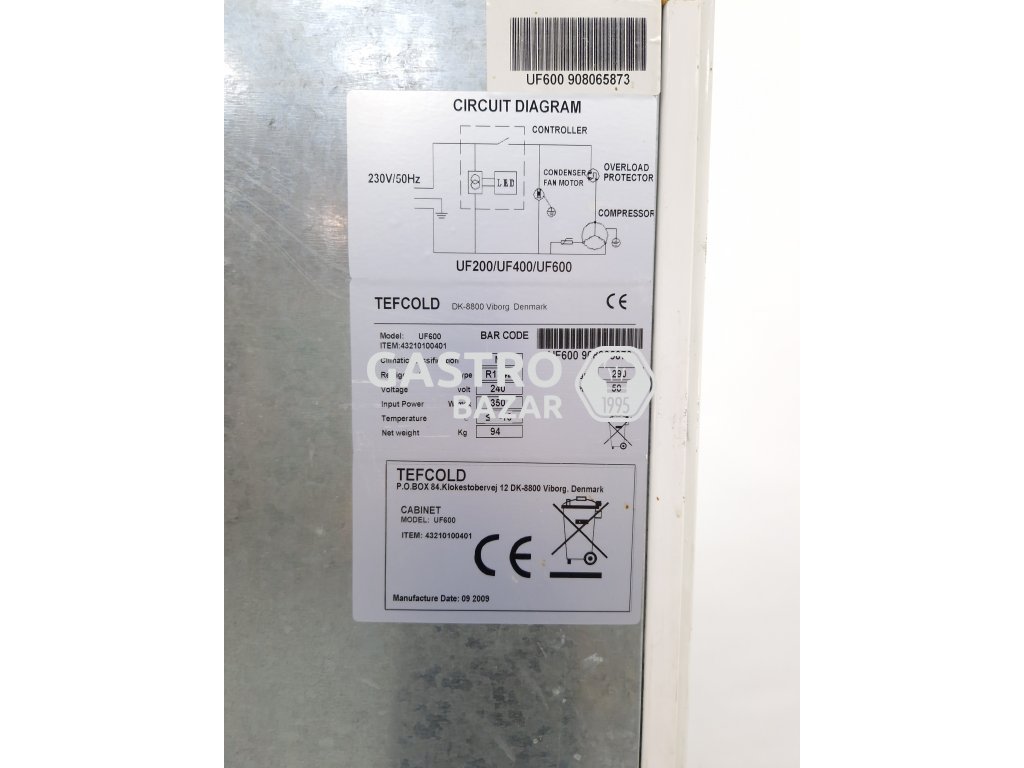 UF600 908065873
CIRCUIT DIAGRAM
CONTROLLER
230V/50Hz
LED
CONDENSER
FAN MOTOR
OVERLOAD
PROTECTOR
COMPRESSOR
UF200/UF400/UF600
TEFCOLD DK-8800 Viborg Denmark CE
Model: UF600 BAR CODE
ITEM:43210100401
UF600
Voltage volt 240 50
Input Power 350
Temperature
Net weight Kg 94
GASTRO
BAZAR
1995
TEFCOLD
P.O.BOX 84.Klokestobervej 12 DK-8800 Viborg. Denmark
CABINET
MODEL: UF600
ITEM: 43210100401
CE
Manufacture Date: 09 2009